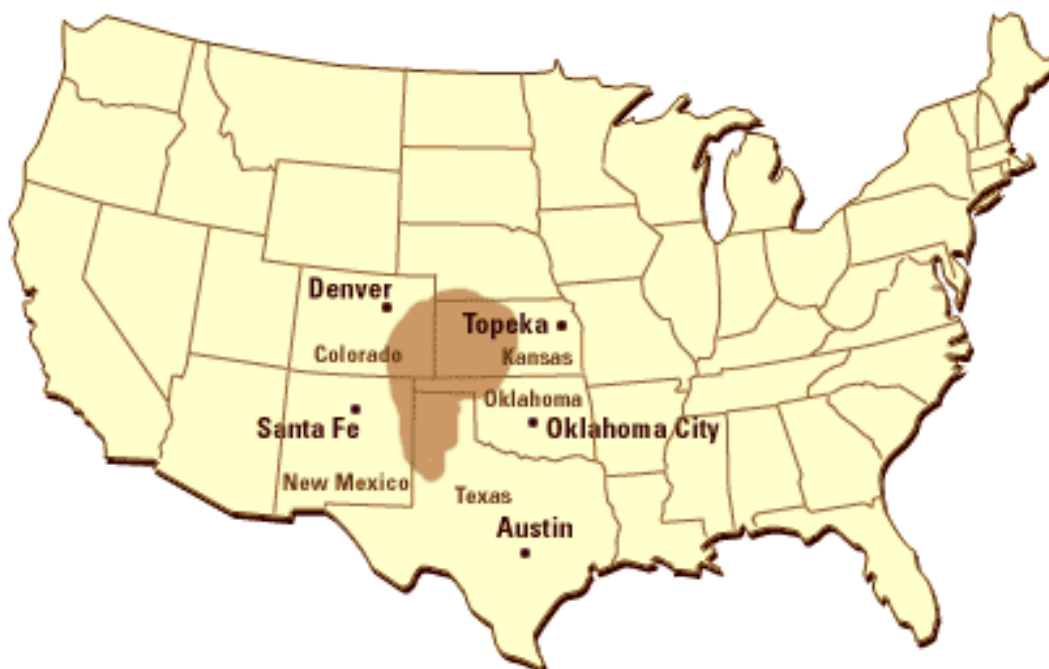 Denver
Topeka
Colorado
Kansas
Oklahoma
Santa Fe
Oklahoma City
New Mexico
Texas
Austin